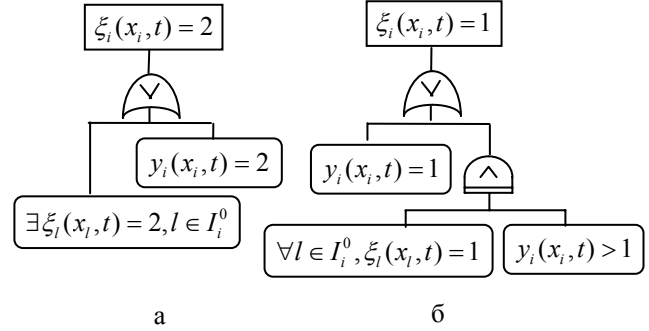 ξ_i(x_i,t) = 2
ξ_i(x_i,t) = 1
∨
∨
y_i(x_i,t) = 2
y_i(x_i,t) = 1
∧
∃ξ_l(x_l,t) = 2, l ∈ I_i^0
∀l ∈ I_i^0, ξ_l(x_l,t) = 1
y_i(x_i,t) > 1
а
б